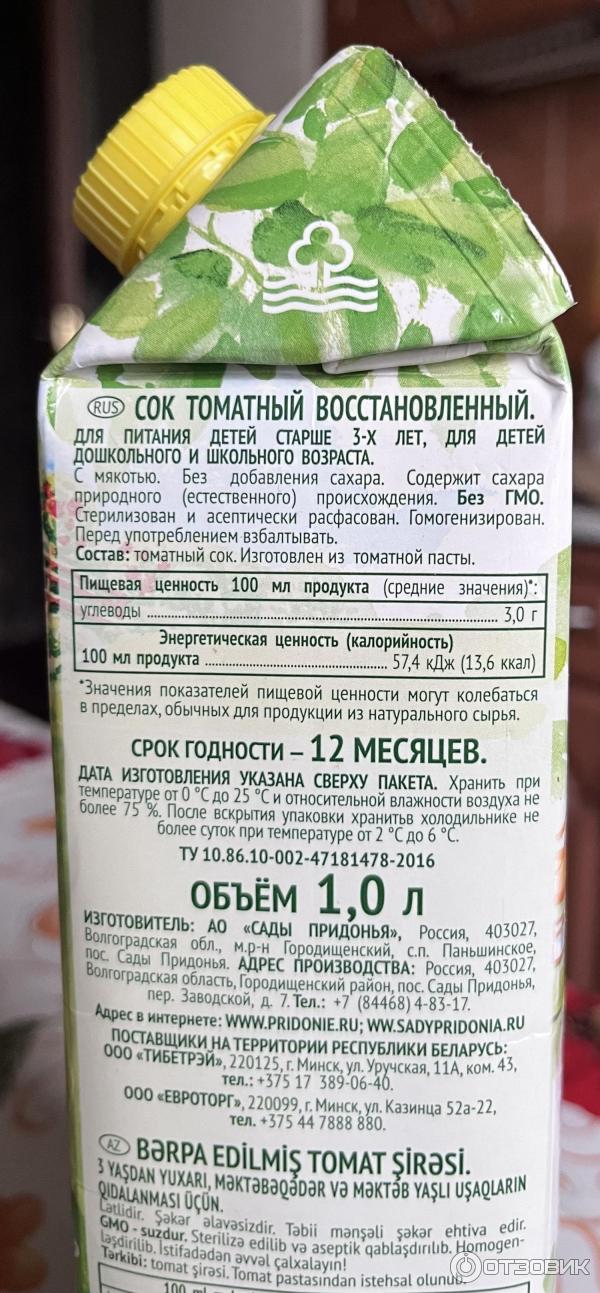 RUS СОК ТОМАТНЫЙ ВОССТАНОВЛЕННЫЙ.
ДЛЯ ПИТАНИЯ ДЕТЕЙ СТАРШЕ 3-Х ЛЕТ, ДЛЯ ДЕТЕЙ
ДОШКОЛЬНОГО И ШКОЛЬНОГО ВОЗРАСТА.
С мякотью. Без добавления сахара. Содержит сахара
природного (естественного) происхождения. Без ГМО.
Стерилизован и асептически расфасован. Гомогенизирован.
Перед употреблением взбалтывать.
Состав: томатный сок. Изготовлен из томатной пасты.
Пищевая ценность 100 мл продукта (средние значения)*:
углеводы ........ 3,0 г
Энергетическая ценность (калорийность)
100 мл продукта ........ 57,4 кДж (13,6 ккал)
*Значения показателей пищевой ценности могут колебаться
в пределах, обычных для продукции из натурального сырья.
СРОК ГОДНОСТИ – 12 МЕСЯЦЕВ.
ДАТА ИЗГОТОВЛЕНИЯ УКАЗАНА СВЕРХУ ПАКЕТА. Хранить при
температуре от 0 °С до 25 °С и относительной влажности воздуха не
более 75 %. После вскрытия упаковки хранитьв холодильнике не
более суток при температуре от 2 °С до 6 °С.
ТУ 10.86.10-002-47181478-2016
ОБЪЁМ 1,0 Л
ИЗГОТОВИТЕЛЬ: АО «САДЫ ПРИДОНЬЯ», Россия, 403027,
Волгоградская обл., м.р-н Городищенский, с.п. Паньшинское,
пос. Сады Придонья. АДРЕС ПРОИЗВОДСТВА: Россия, 403027,
Волгоградская область, Городищенский район, пос. Сады Придонья,
пер. Заводской, д. 7. Тел.: +7 (84468) 4-83-17.
Адрес в интернете: WWW.PRIDONIE.RU; WW.SADYPRIDONIA.RU
ПОСТАВЩИКИ НА ТЕРРИТОРИИ РЕСПУБЛИКИ БЕЛАРУСЬ:
ООО «ТИБЕТРЭЙ», 220125, г. Минск, ул. Уручская, 11А, ком. 43,
тел.: +375 17 389-06-40.
ООО «ЕВРОТОРГ», 220099, г. Минск, ул. Казинца 52а-22,
тел. +375 44 7888 880.
AZ BƏRPA EDİLMİŞ TOMAT ŞİRƏSİ.
3 YAŞDAN YUXARI, MƏKTƏBƏQƏDƏR VƏ MƏKTƏB YAŞLI UŞAQLARIN
QIDALANMASI ÜÇÜN.
Lətlidir. Şəkər əlavəsizdir. Təbii mənşəli şəkər ehtiva edir.
GMO - suzdur. Sterilizə edilib və aseptik qablaşdırılıb. Homogen-
ləşdirilib. İstifadədən əvvəl çalxalayın!
Tərkibi: tomat şirəsi. Tomat pastasından istehsal olunub.
100 ml
ОТЗОВИК